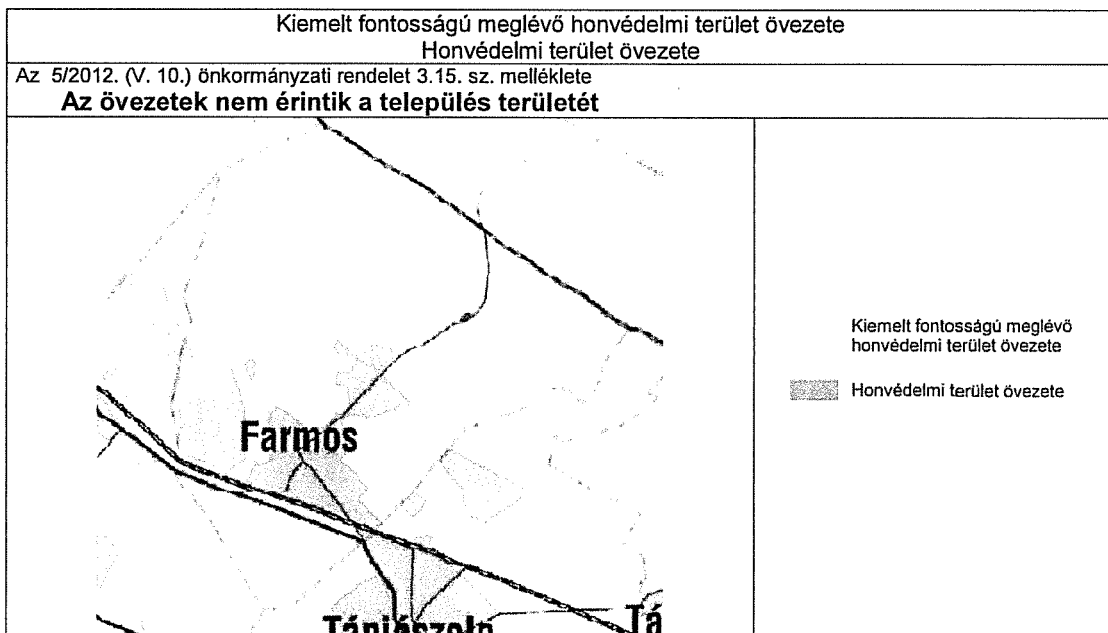 Kiemelt fontosságú meglévő honvédelmi terület övezete
Honvédelmi terület övezete
Az 5/2012. (V. 10.) önkormányzati rendelet 3.15. sz. melléklete
Az övezetek nem érintik a település területét
Kiemelt fontosságú meglévő
honvédelmi terület övezete
Honvédelmi terület övezete
Farmos
Tá